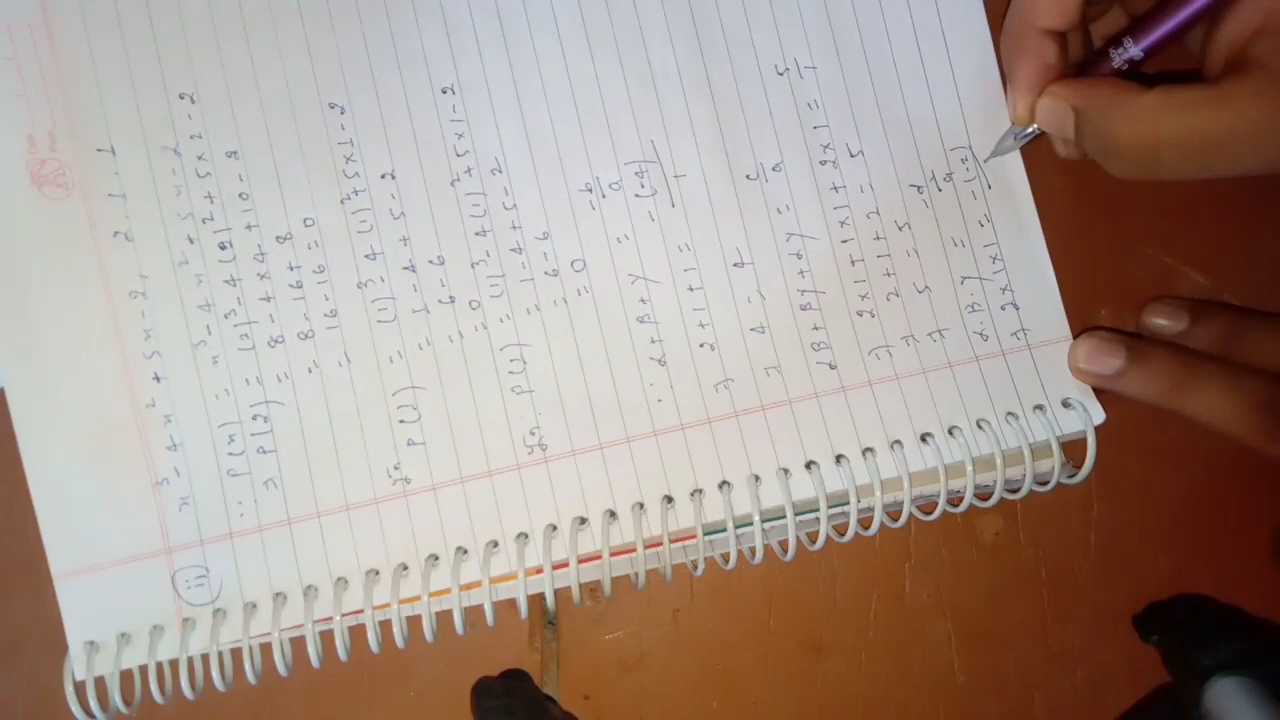 (ii) x³-4x²+5x-2, 2,1,1
∴ P(x) = x³-4x²+5x-2
⇒ P(2) = (2)³-4(2)²+5×2-2
= 8-4×4+10-2
= 8-16+8
= 16-16=0
पुनः P(1) = (1)³-4(1)²+5×1-2
= 1-4+5-2
= 6-6
= 0
पुनः P(1) = (1)³-4(1)²+5×1-2
= 1-4+5-2
= 6-6
= 0
∴ α+β+γ = -b/a
⇒ 2+1+1 = -(-4)/1
⇒ 4=4
αβ+βγ+αγ = c/a
⇒ 2×1+1×1+2×1 = 5/1
⇒ 2+1+2 = 5
⇒ 5 = 5
α.β.γ = -d/a
⇒ 2×1×1 = -(-2)